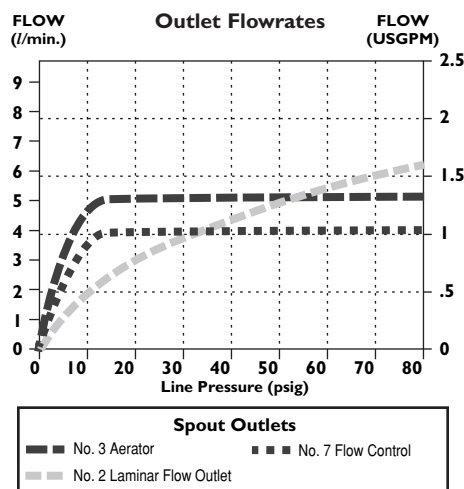 Outlet Flowrates
FLOW
(l/min.)
FLOW
(USGPM)
9
8
7
6
5
4
3
2
1
0
2.5
2
1.5
1
.5
0
0 10 20 30 40 50 60 70 80
Line Pressure (psig)
Spout Outlets
No. 3 Aerator
No. 7 Flow Control
No. 2 Laminar Flow Outlet